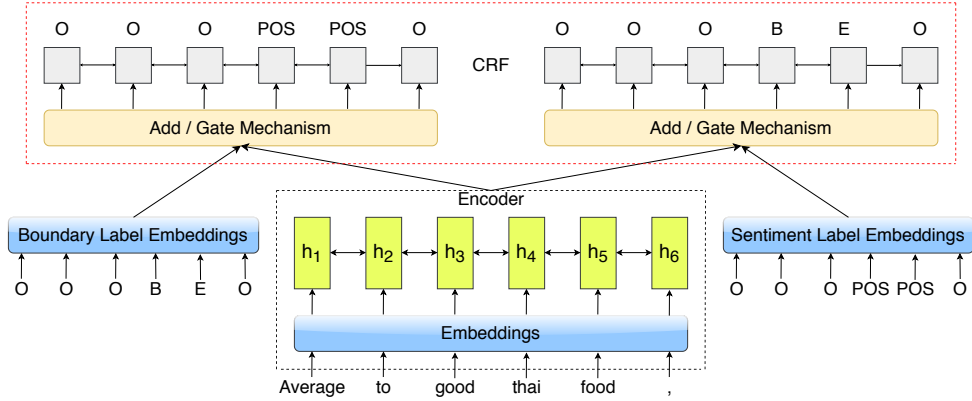 O O O POS POS O O O O B E O
CRF
Add / Gate Mechanism Add / Gate Mechanism
Encoder
Boundary Label Embeddings h1 h2 h3 h4 h5 h6 Sentiment Label Embeddings
O O O B E O O O O POS POS O
Embeddings
Average to good thai food ,